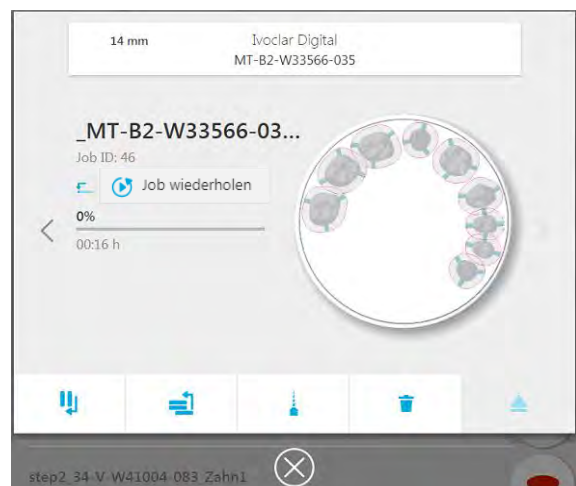 14 mm
Ivoclar Digital
MT-B2-W33566-035
_MT-B2-W33566-03...
Job ID: 46
Job wiederholen
0%
00:16 h
step2_34-V-W41004-083_Zahn1